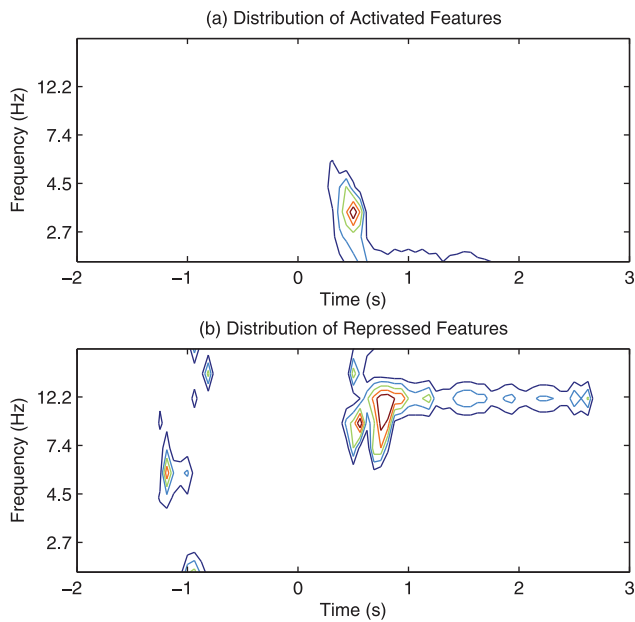 (a) Distribution of Activated Features
Frequency (Hz)
12.2
7.4
4.5
2.7
−2 −1 0 1 2 3
Time (s)
(b) Distribution of Repressed Features
Frequency (Hz)
12.2
7.4
4.5
2.7
−2 −1 0 1 2 3
Time (s)